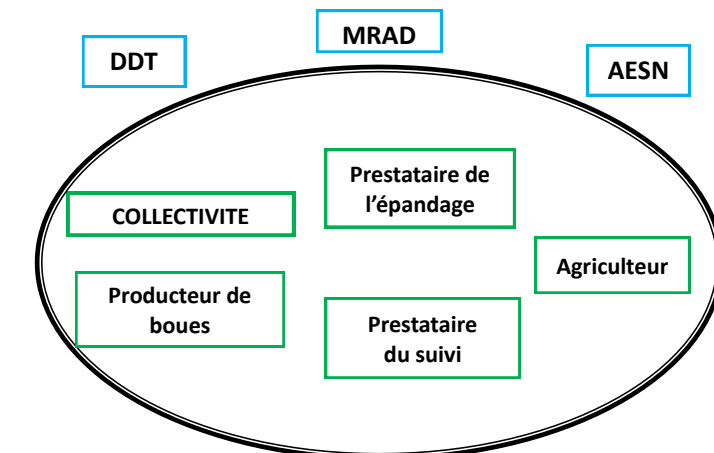 MRAD
DDT
AESN
Prestataire de
l'épandage
COLLECTIVITE
Agriculteur
Producteur de
boues
Prestataire
du suivi